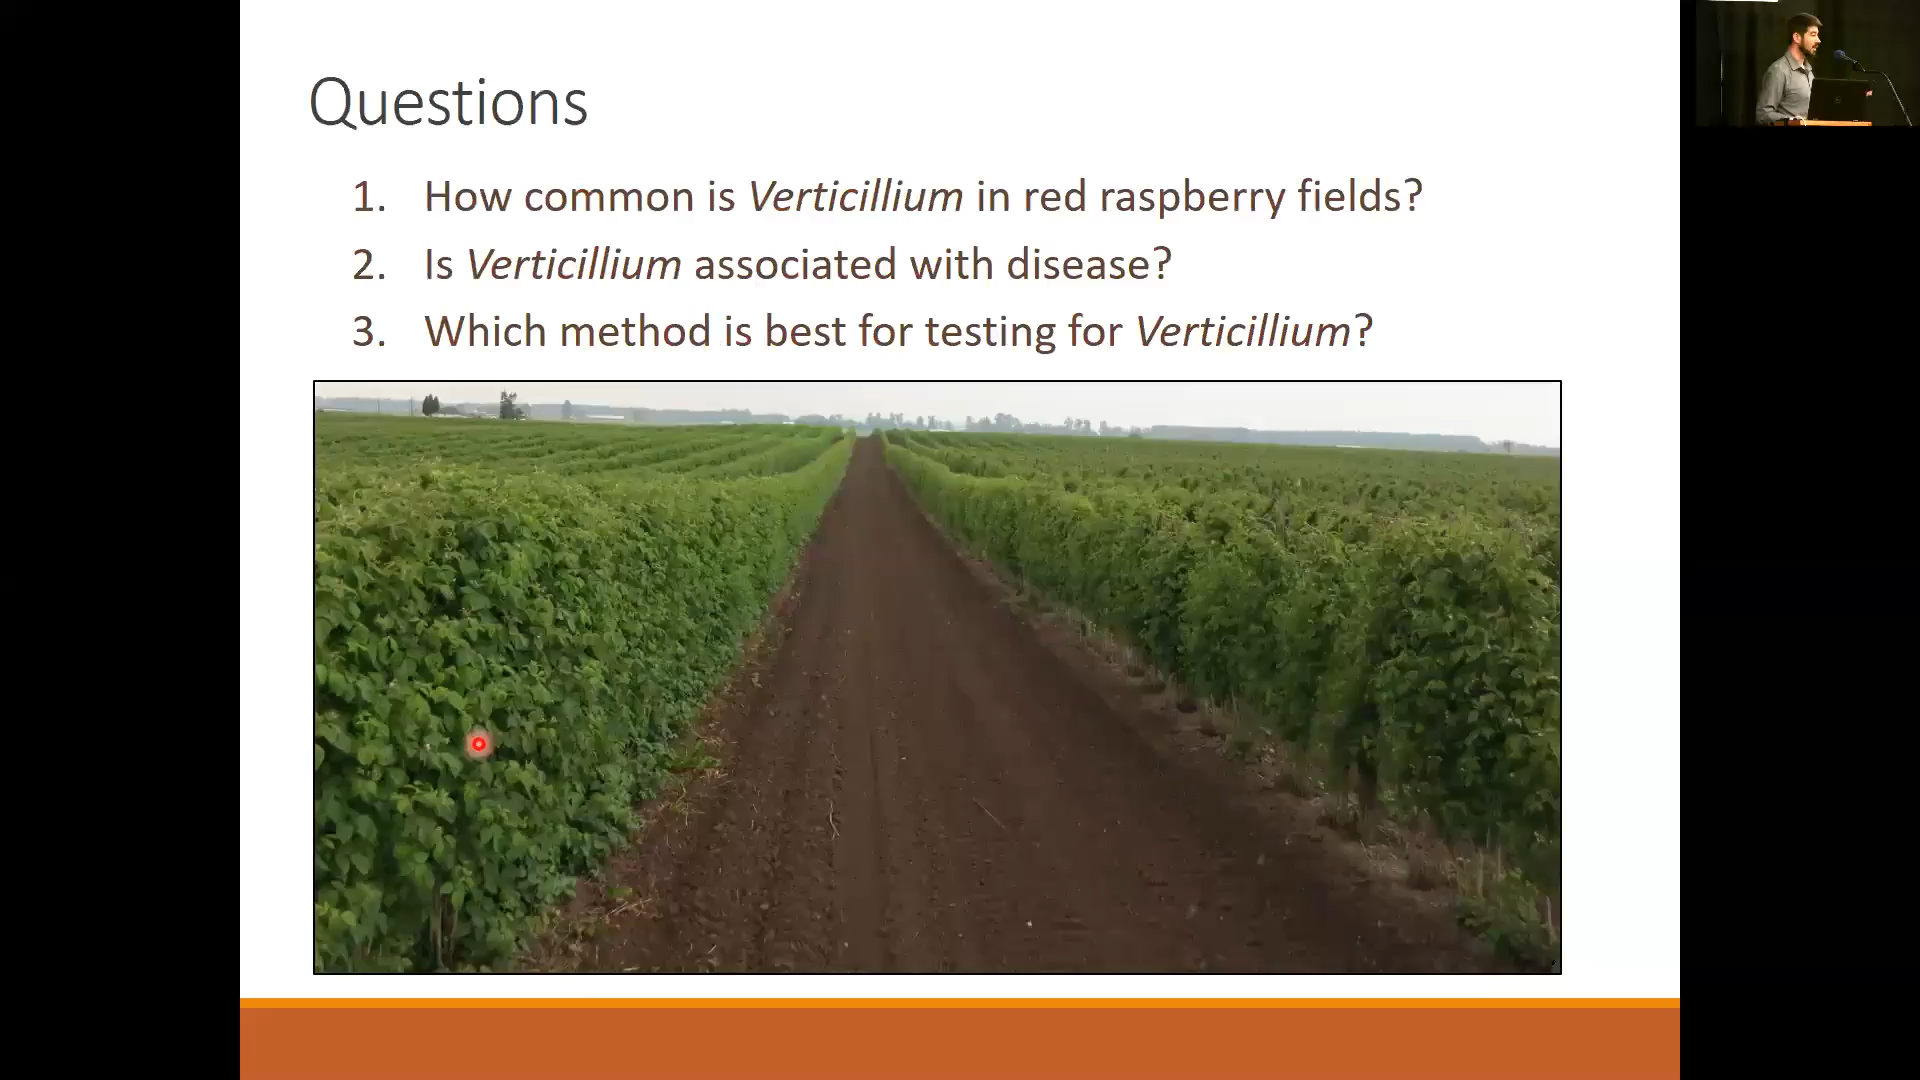 Questions
1. How common is Verticillium in red raspberry fields?
2. Is Verticillium associated with disease?
3. Which method is best for testing for Verticillium?